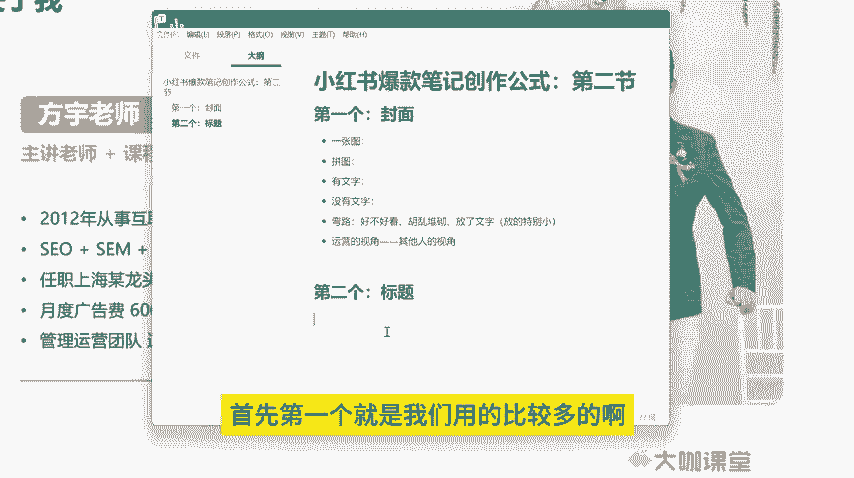 方宇老师
主讲老师 + 课程
2012年从事互联
SEO + SEM +
任职上海某龙头
月度广告费 600
管理运营团队
编辑(E) 段落(P) 格式(O) 视图(V) 主题(T) 帮助(H)
文件 大纲
小红书爆款笔记创作公式：第二
节
第一个：封面
第二个：标题
小红书爆款笔记创作公式：第二节
第一个：封面
一张图：
拼图：
有文字：
没有文字：
弯路：好不好看、胡乱堆砌、放了文字（放的特别小）
运营的视角——其他人的视角
第二个：标题
首先第一个就是我们用的比较多的啊
大咖课堂